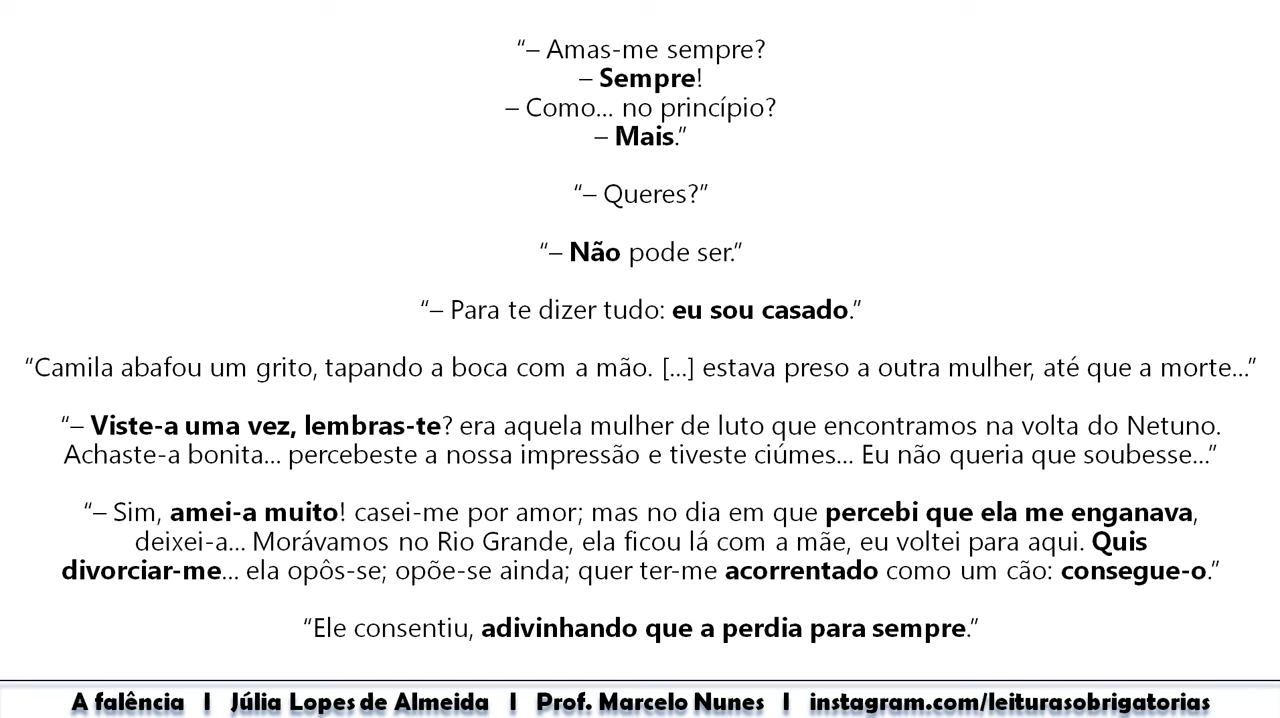 “– Amas-me sempre?
– Sempre!
– Como... no princípio?
– Mais.”
“– Queres?”
“– Não pode ser.”
“– Para te dizer tudo: eu sou casado.”
“Camila abafou um grito, tapando a boca com a mão. [...] estava preso a outra mulher, até que a morte...”
“– Viste-a uma vez, lembras-te? era aquela mulher de luto que encontramos na volta do Netuno.
Achaste-a bonita... percebeste a nossa impressão e tiveste ciúmes... Eu não queria que soubesse...”
“– Sim, amei-a muito! casei-me por amor; mas no dia em que percebi que ela me enganava,
deixei-a... Morávamos no Rio Grande, ela ficou lá com a mãe, eu voltei para aqui. Quis
divorciar-me... ela opôs-se; opõe-se ainda; quer ter-me acorrentado como um cão: consegue-o.”
“Ele consentiu, adivinhando que a perdia para sempre.”
A falência I Júlia Lopes de Almeida I Prof. Marcelo Nunes I instagram.com/leiturasobrigatorias